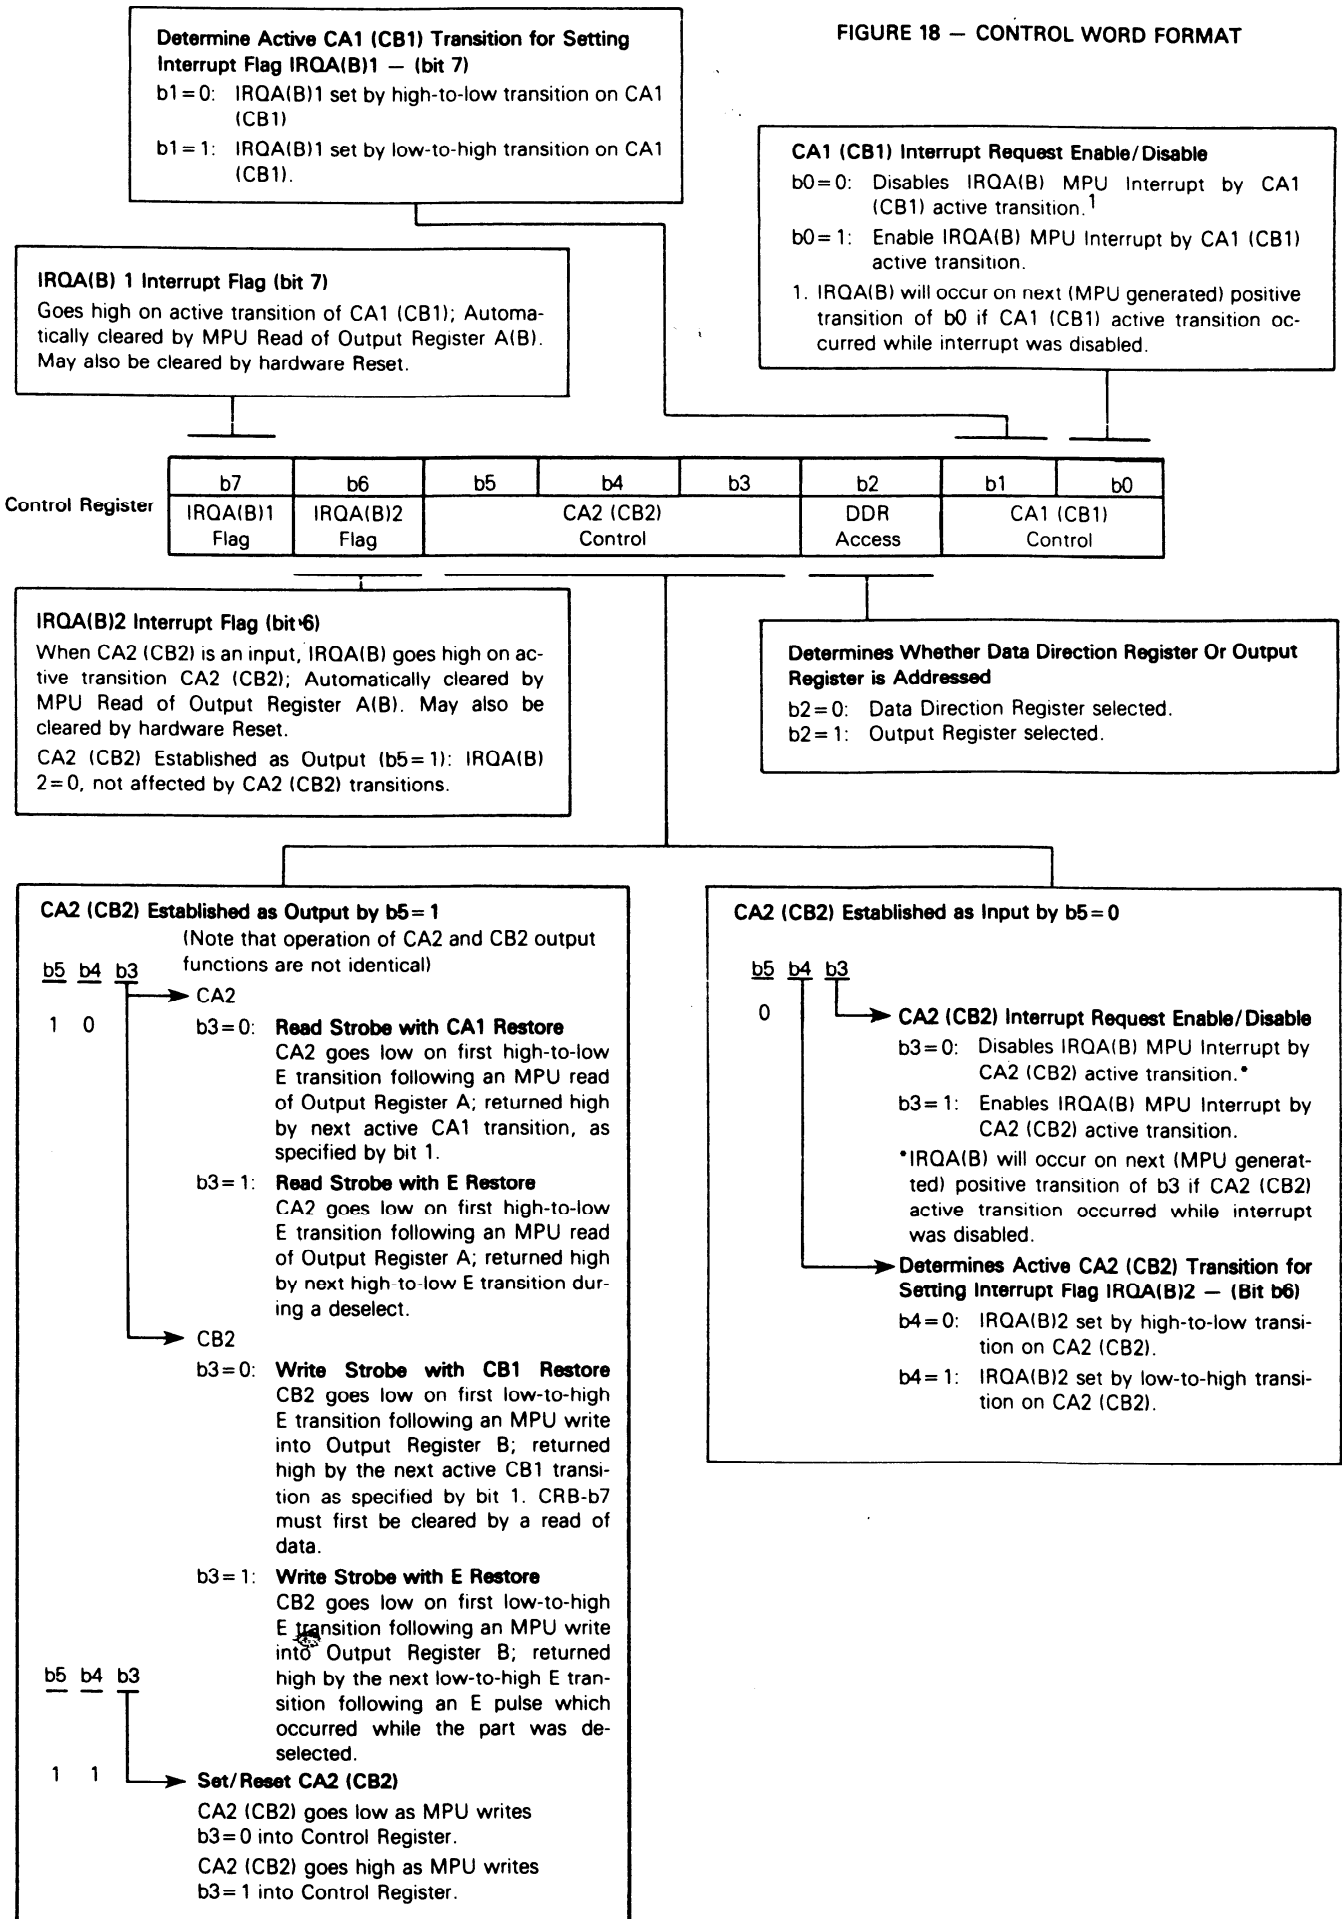 FIGURE 18 — CONTROL WORD FORMAT
Determine Active CA1 (CB1) Transition for Setting
Interrupt Flag IRQA(B)1 — (bit 7)
b1=0: IRQA(B)1 set by high-to-low transition on CA1
(CB1)
b1=1: IRQA(B)1 set by low-to-high transition on CA1
(CB1).
CA1 (CB1) Interrupt Request Enable/Disable
b0=0: Disables IRQA(B) MPU Interrupt by CA1
(CB1) active transition.1
b0=1: Enable IRQA(B) MPU Interrupt by CA1 (CB1)
active transition.
1. IRQA(B) will occur on next (MPU generated) positive
transition of b0 if CA1 (CB1) active transition oc-
curred while interrupt was disabled.
IRQA(B) 1 Interrupt Flag (bit 7)
Goes high on active transition of CA1 (CB1); Automa-
tically cleared by MPU Read of Output Register A(B).
May also be cleared by hardware Reset.
b7 b6 b5 b4 b3 b2 b1 b0
Control Register
IRQA(B)1 IRQA(B)2 CA2 (CB2) DDR CA1 (CB1)
Flag Flag Control Access Control
IRQA(B)2 Interrupt Flag (bit 6)
When CA2 (CB2) is an input, IRQA(B) goes high on ac-
tive transition CA2 (CB2); Automatically cleared by
MPU Read of Output Register A(B). May also be
cleared by hardware Reset.
CA2 (CB2) Established as Output (b5=1): IRQA(B)
2=0, not affected by CA2 (CB2) transitions.
Determines Whether Data Direction Register Or Output
Register is Addressed
b2=0: Data Direction Register selected.
b2=1: Output Register selected.
CA2 (CB2) Established as Output by b5=1
(Note that operation of CA2 and CB2 output
functions are not identical)
b5 b4 b3
CA2
1 0
b3=0: Read Strobe with CA1 Restore
CA2 goes low on first high-to-low
E transition following an MPU read
of Output Register A; returned high
by next active CA1 transition, as
specified by bit 1.
b3=1: Read Strobe with E Restore
CA2 goes low on first high-to-low
E transition following an MPU read
of Output Register A; returned high
by next high-to-low E transition dur-
ing a deselect.
CB2
b3=0: Write Strobe with CB1 Restore
CB2 goes low on first low-to-high
E transition following an MPU write
into Output Register B; returned
high by the next active CB1 transi-
tion as specified by bit 1. CRB-b7
must first be cleared by a read of
data.
b3=1: Write Strobe with E Restore
CB2 goes low on first low-to-high
E transition following an MPU write
into Output Register B; returned
high by the next low-to-high E tran-
sition following an E pulse which
occurred while the part was de-
selected.
b5 b4 b3
1 1
Set/Reset CA2 (CB2)
CA2 (CB2) goes low as MPU writes
b3=0 into Control Register.
CA2 (CB2) goes high as MPU writes
b3=1 into Control Register.
CA2 (CB2) Established as Input by b5=0
b5 b4 b3
0
CA2 (CB2) Interrupt Request Enable/Disable
b3=0: Disables IRQA(B) MPU Interrupt by
CA2 (CB2) active transition.*
b3=1: Enables IRQA(B) MPU Interrupt by
CA2 (CB2) active transition.
*IRQA(B) will occur on next (MPU generat-
ted) positive transition of b3 if CA2 (CB2)
active transition occurred while interrupt
was disabled.
Determines Active CA2 (CB2) Transition for
Setting Interrupt Flag IRQA(B)2 — (Bit b6)
b4=0: IRQA(B)2 set by high-to-low transi-
tion on CA2 (CB2).
b4=1: IRQA(B)2 set by low-to-high transi-
tion on CA2 (CB2).